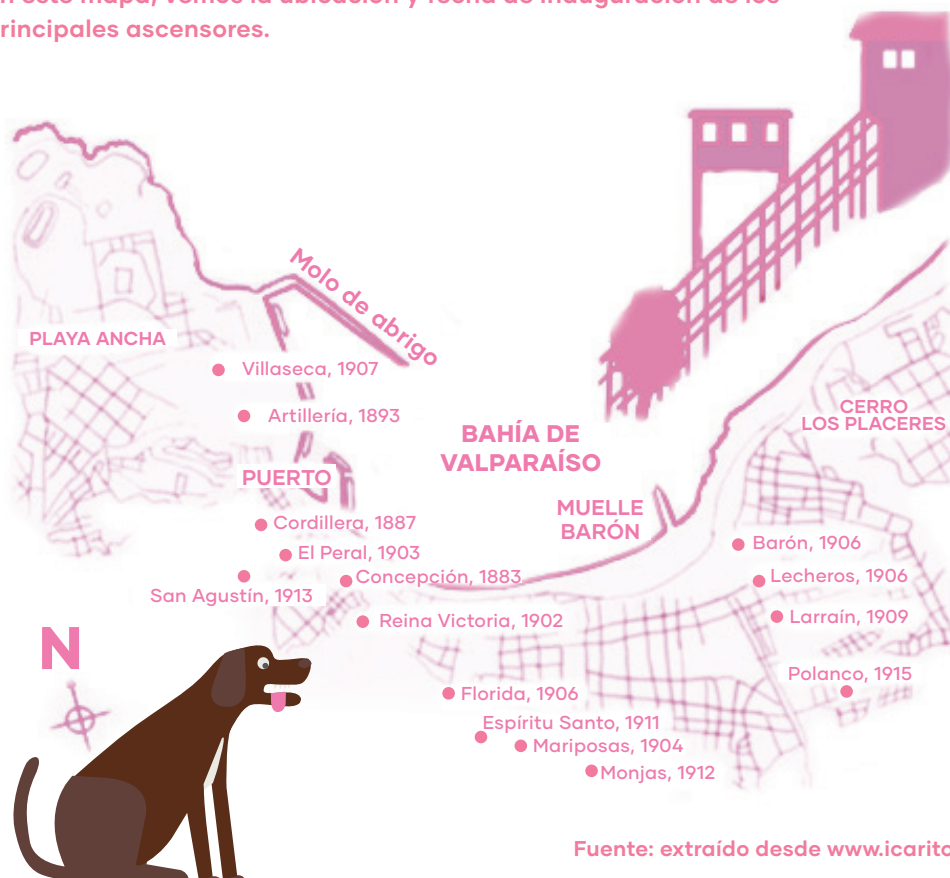 rincipales ascensores.
Molo de abrigo
PLAYA ANCHA
Villaseca, 1907
Artillería, 1893
CERRO
LOS PLACERES
BAHÍA DE
VALPARAÍSO
PUERTO
MUELLE
BARÓN
Cordillera, 1887
El Peral, 1903
Barón, 1906
Concepción, 1883
Lecheros, 1906
San Agustín, 1913
Reina Victoria, 1902
Larraín, 1909
N
Polanco, 1915
Florida, 1906
Espíritu Santo, 1911
Mariposas, 1904
Monjas, 1912
Fuente: extraído desde www.icarito